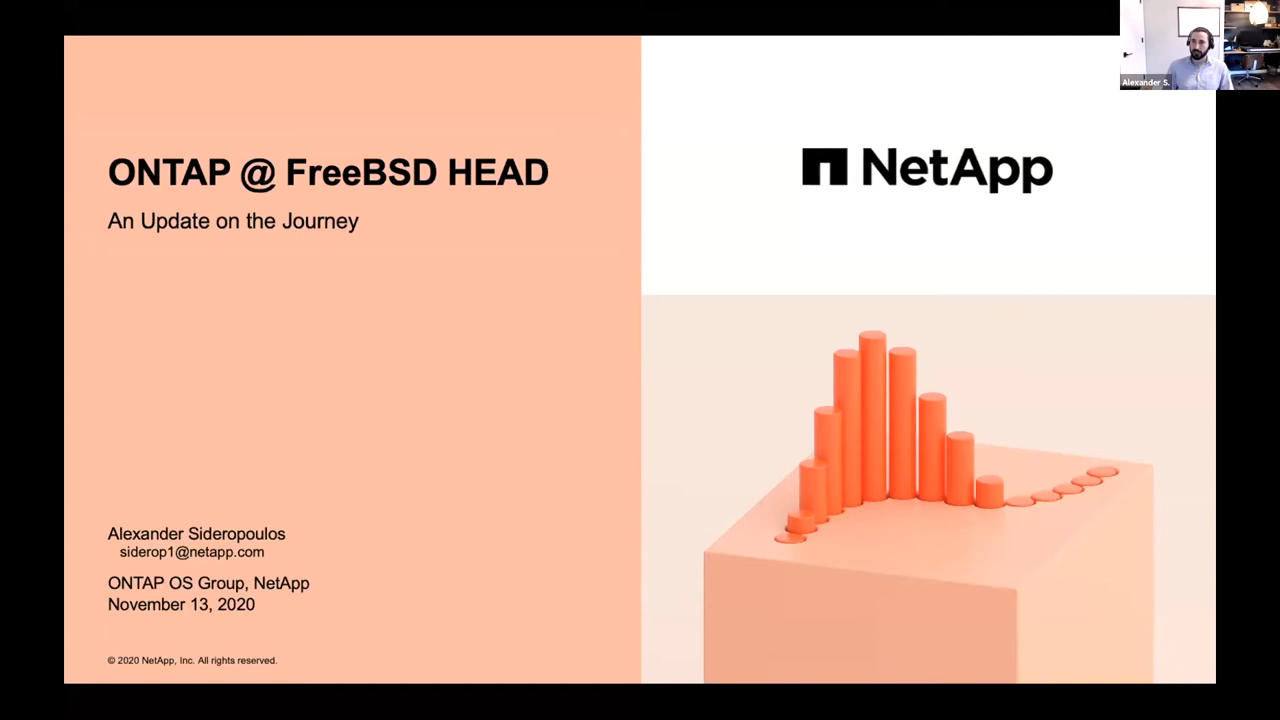 ONTAP @ FreeBSD HEAD
An Update on the Journey
NetApp
Alexander Sideropoulos
siderop1@netapp.com
ONTAP OS Group, NetApp
November 13, 2020
© 2020 NetApp, Inc. All rights reserved.
Alexander S.